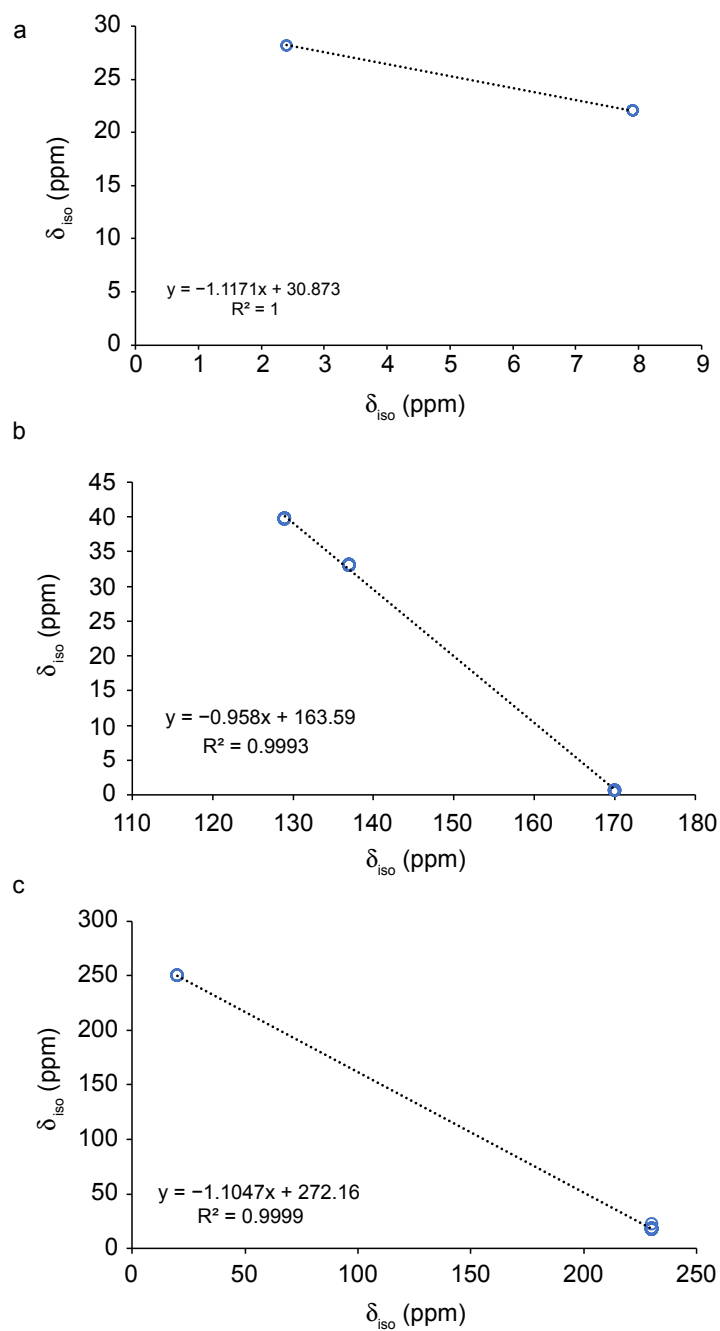 a
30
25
20
15
10
5
0
δiso (ppm)
y = −1.1171x + 30.873
R² = 1
0 1 2 3 4 5 6 7 8 9
δiso (ppm)
b
45
40
35
30
25
20
15
10
5
0
δiso (ppm)
y = −0.958x + 163.59
R² = 0.9993
110 120 130 140 150 160 170 180
δiso (ppm)
c
300
250
200
150
100
50
0
δiso (ppm)
y = −1.1047x + 272.16
R² = 0.9999
0 50 100 150 200 250
δiso (ppm)